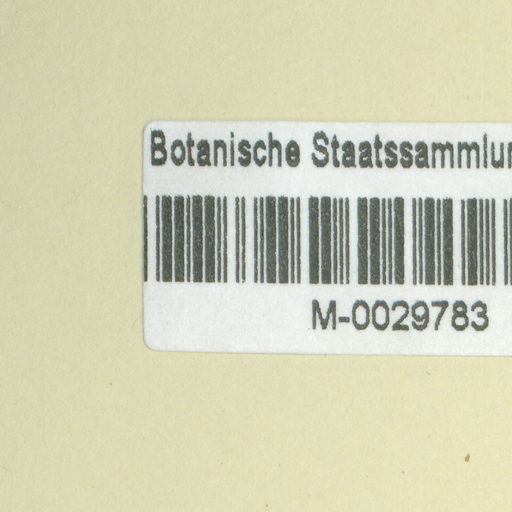 Botanische Staatssammlun
M-0029783